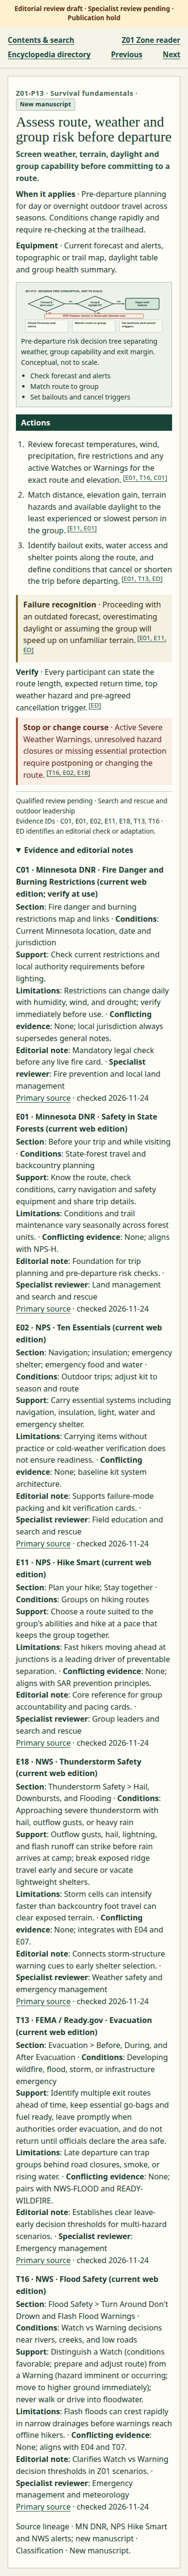 Editorial review draft · Specialist review pending ·
Publication hold
Contents & search
Z01 Zone reader
Encyclopedia directory
Previous
Next
Z01-P13 · Survival fundamentals ·
New manuscript
Assess route, weather and
group risk before departure
Screen weather, terrain, daylight and
group capability before committing to a
route.
When it applies · Pre-departure planning
for day or overnight outdoor travel across
seasons. Conditions change rapidly and
require re-checking at the trailhead.
Equipment · Current forecast and alerts,
topographic or trail map, daylight table
and group health summary.
Pre-departure risk decision tree separating
weather, group capability and exit margin.
Conceptual, not to scale.
• Check forecast and alerts
• Match route to group
• Set bailouts and cancel triggers
Actions
1. Review forecast temperatures, wind,
precipitation, fire restrictions and any
active Watches or Warnings for the
exact route and elevation. [E01, T16, C01]
2. Match distance, elevation gain, terrain
hazards and available daylight to the
least experienced or slowest person in
the group. [E11, E01]
3. Identify bailout exits, water access and
shelter points along the route, and
define conditions that cancel or shorten
the trip before departing. [E01, T13, ED]
Failure recognition · Proceeding with
an outdated forecast, overestimating
daylight or assuming the group will
speed up on unfamiliar terrain. [E01, E11,
ED]
Verify · Every participant can state the
route length, expected return time, top
weather hazard and pre-agreed
cancellation trigger. [ED]
Stop or change course · Active Severe
Weather Warnings, unresolved hazard
closures or missing essential protection
require postponing or changing the
route. [T16, E02, E18]
Qualified review pending · Search and rescue and
outdoor leadership
Evidence IDs · C01, E01, E02, E11, E18, T13, T16 ·
ED identifies an editorial check or adaptation.
▼ Evidence and editorial notes
C01 · Minnesota DNR · Fire Danger and
Burning Restrictions (current web
edition; verify at use)
Section: Fire danger and burning
restrictions map and links · Conditions:
Current Minnesota location, date and
jurisdiction
Support: Check current restrictions and
local authority requirements before
lighting.
Limitations: Restrictions can change daily
with humidity, wind, and drought; verify
immediately before use. · Conflicting
evidence: None; local jurisdiction always
supersedes general notes.
Editorial note: Mandatory legal check
before any live fire card. · Specialist
reviewer: Fire prevention and local land
management
Primary source · checked 2026-11-24
E01 · Minnesota DNR · Safety in State
Forests (current web edition)
Section: Before your trip and while visiting
· Conditions: State-forest travel and
backcountry planning
Support: Know the route, check
conditions, carry navigation and safety
equipment and share trip details.
Limitations: Conditions and trail
maintenance vary seasonally across forest
units. · Conflicting evidence: None; aligns
with NPS-H.
Editorial note: Foundation for trip
planning and pre-departure risk checks. ·
Specialist reviewer: Land management
and search and rescue
Primary source · checked 2026-11-24
E02 · NPS · Ten Essentials (current web
edition)
Section: Navigation; insulation; emergency
shelter; emergency food and water ·
Conditions: Outdoor trips; adjust kit to
season and route
Support: Carry essential systems including
navigation, insulation, light, water and
emergency shelter.
Limitations: Carrying items without
practice or cold-weather verification does
not ensure readiness. · Conflicting
evidence: None; baseline kit system
architecture.
Editorial note: Supports failure-mode
packing and kit verification cards. ·
Specialist reviewer: Field education and
search and rescue
Primary source · checked 2026-11-24
E11 · NPS · Hike Smart (current web
edition)
Section: Plan your hike; Stay together ·
Conditions: Groups on hiking routes
Support: Choose a route suited to the
group's abilities and hike at a pace that
keeps the group together.
Limitations: Fast hikers moving ahead at
junctions is a leading driver of preventable
separation. · Conflicting evidence: None;
aligns with SAR prevention principles.
Editorial note: Core reference for group
accountability and pacing cards. ·
Specialist reviewer: Group leaders and
search and rescue
Primary source · checked 2026-11-24
E18 · NWS · Thunderstorm Safety
(current web edition)
Section: Thunderstorm Safety > Hail,
Downbursts, and Flooding · Conditions:
Approaching severe thunderstorm with
hail, outflow gusts, or heavy rain
Support: Outflow gusts, hail, lightning,
and flash runoff can strike before rain
arrives at camp; break exposed ridge
travel early and secure or vacate
lightweight shelters.
Limitations: Storm cells can intensify
faster than backcountry foot travel can
clear exposed terrain. · Conflicting
evidence: None; integrates with E04 and
E07.
Editorial note: Connects storm-structure
warning cues to early shelter selection. ·
Specialist reviewer: Weather safety and
emergency management
Primary source · checked 2026-11-24
T13 · FEMA / Ready.gov · Evacuation
(current web edition)
Section: Evacuation > Before, During, and
After Evacuation · Conditions: Developing
wildfire, flood, storm, or infrastructure
emergency
Support: Identify multiple exit routes
ahead of time, keep essential go-bags and
fuel ready, leave promptly when
authorities order evacuation, and do not
return until officials declare the area safe.
Limitations: Late departure can trap
groups behind road closures, smoke, or
rising water. · Conflicting evidence: None;
pairs with NWS-FLOOD and READY-
WILDFIRE.
Editorial note: Establishes clear leave-
early decision thresholds for multi-hazard
scenarios. · Specialist reviewer:
Emergency management
Primary source · checked 2026-11-24
T16 · NWS · Flood Safety (current web
edition)
Section: Flood Safety > Turn Around Don't
Drown and Flash Flood Warnings ·
Conditions: Watch vs Warning decisions
near rivers, creeks, and low roads
Support: Distinguish a Watch (conditions
favorable; prepare and adjust route) from
a Warning (hazard imminent or occurring;
move to higher ground immediately);
never walk or drive into floodwater.
Limitations: Flash floods can crest rapidly
in narrow drainages before warnings reach
offline hikers. · Conflicting evidence:
None; aligns with E04 and T07.
Editorial note: Clarifies Watch vs Warning
decision thresholds in Z01 scenarios. ·
Specialist reviewer: Emergency
management and meteorology
Primary source · checked 2026-11-24
Source lineage · MN DNR, NPS Hike Smart
and NWS alerts; new manuscript ·
Classification · New manuscript.